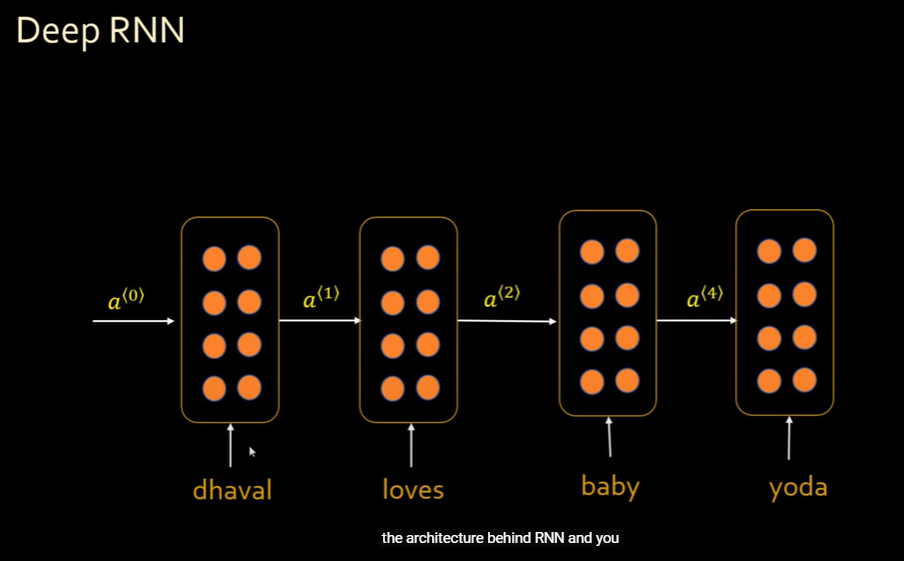 Deep RNN
a⟨0⟩ a⟨1⟩ a⟨2⟩ a⟨4⟩
dhaval loves baby yoda
the architecture behind RNN and you